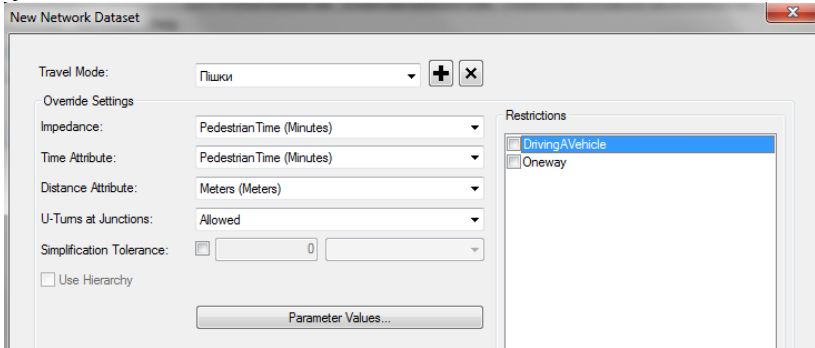 New Network Dataset
Travel Mode:
Пішки
Override Settings
Impedance:
PedestrianTime (Minutes)
Time Attribute:
PedestrianTime (Minutes)
Distance Attribute:
Meters (Meters)
U-Turns at Junctions:
Allowed
Simplification Tolerance:
0
Use Hierarchy
Parameter Values...
Restrictions
DrivingAVehicle
Oneway